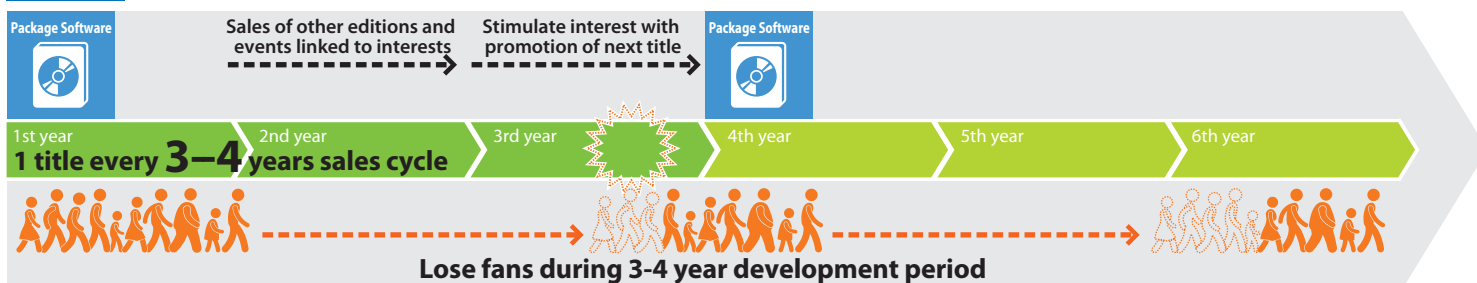 Package Software
Sales of other editions and
events linked to interests
Stimulate interest with
promotion of next title
Package Software
1st year
2nd year
3rd year
4th year
5th year
6th year
1 title every 3–4 years sales cycle
Lose fans during 3-4 year development period